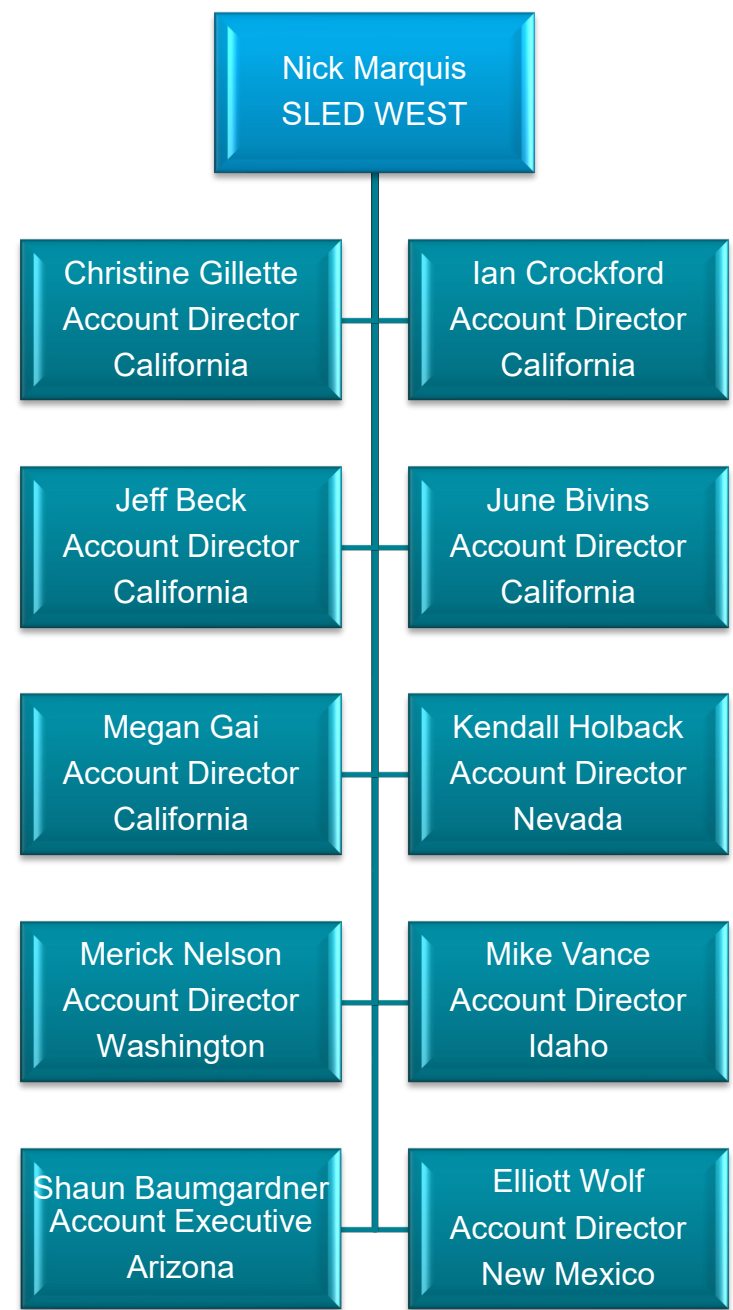 Nick Marquis
SLED WEST
Christine Gillette
Account Director
California
Ian Crockford
Account Director
California
Jeff Beck
Account Director
California
June Bivins
Account Director
California
Megan Gai
Account Director
California
Kendall Holback
Account Director
Nevada
Merick Nelson
Account Director
Washington
Mike Vance
Account Director
Idaho
Shaun Baumgardner
Account Executive
Arizona
Elliott Wolf
Account Director
New Mexico